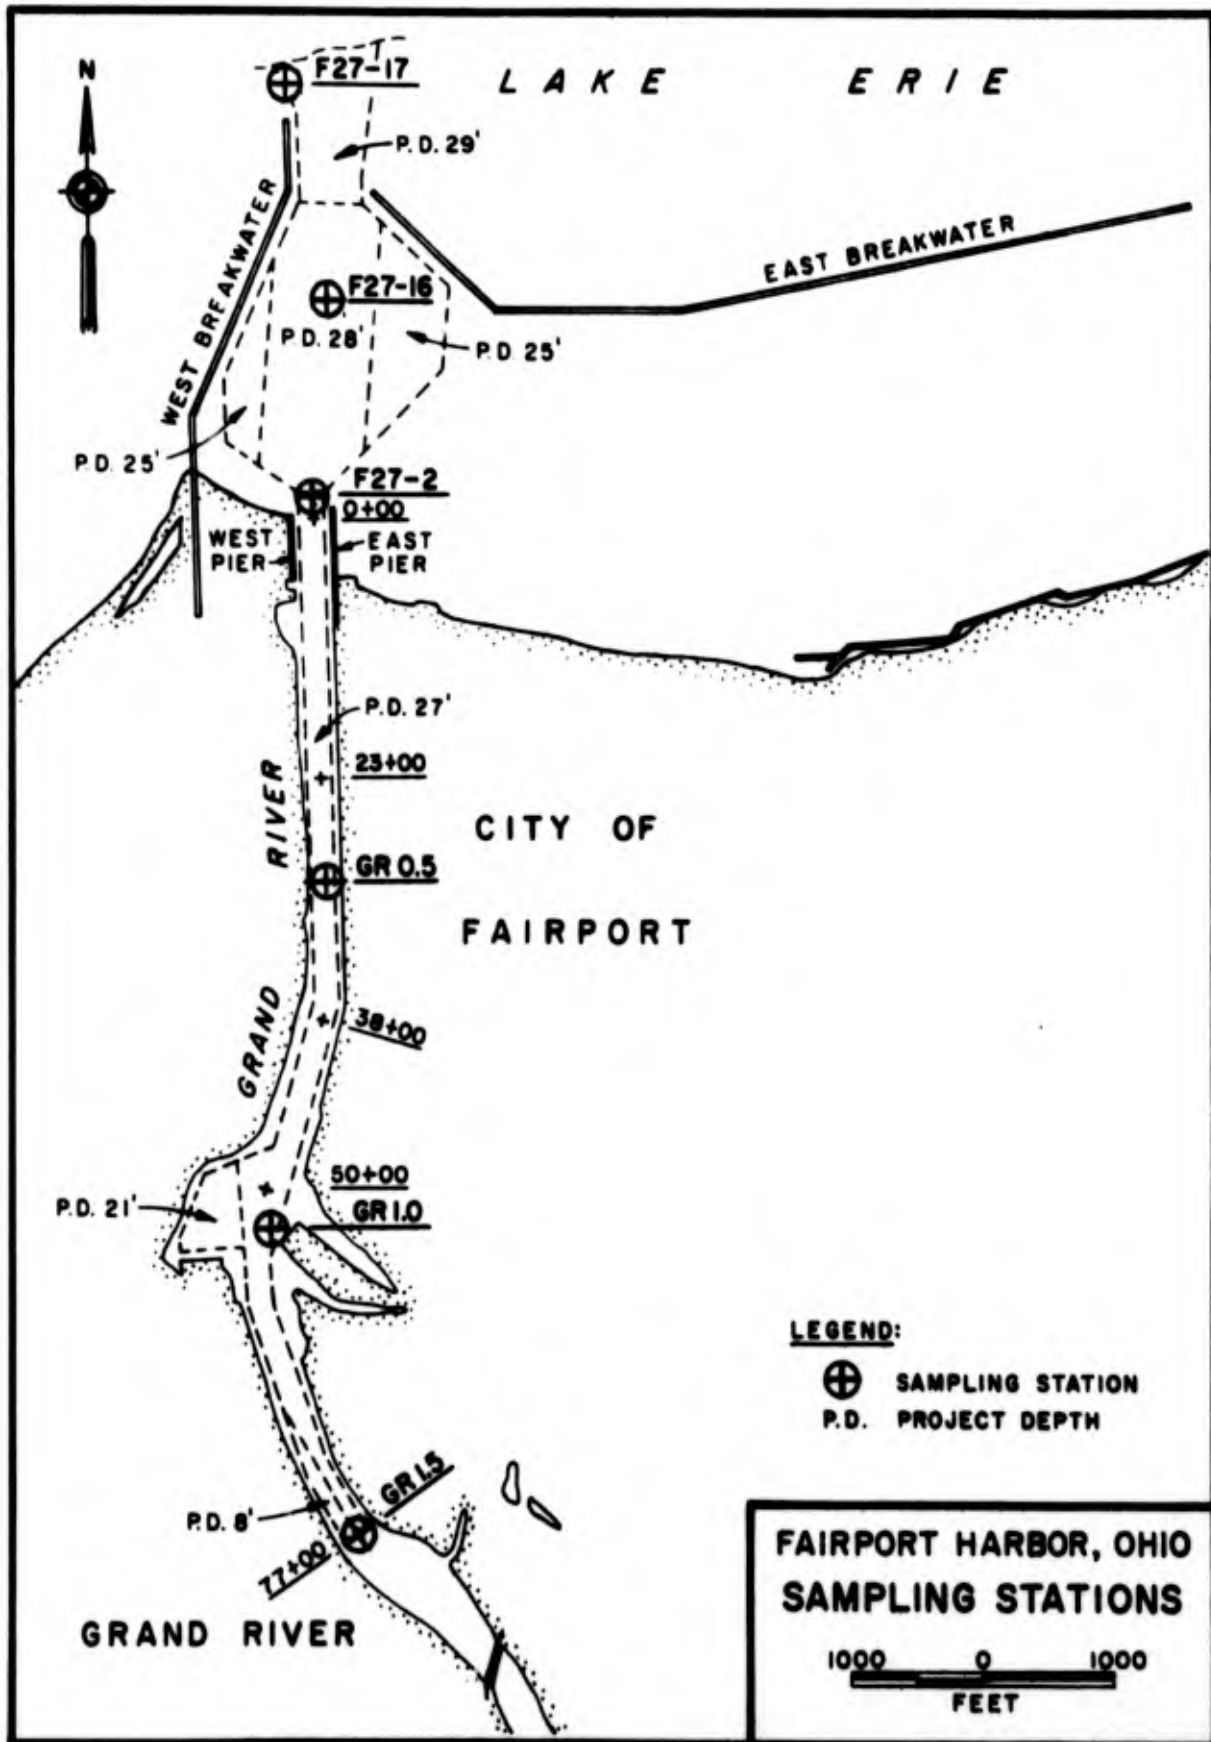 N
F27-17
LAKE ERIE
P.D. 29'
WEST BREAKWATER
EAST BREAKWATER
F27-16
P.D. 28'
P.D. 25'
P.D. 25'
F27-2
0+00
WEST
PIER
EAST
PIER
P.D. 27'
23+00
GRAND RIVER
CITY OF
FAIRPORT
GR 0.5
38+00
50+00
P.D. 21'
GR 1.0
LEGEND:
SAMPLING STATION
P.D. PROJECT DEPTH
GR 1.5
P.D. 8'
77+00
GRAND RIVER
FAIRPORT HARBOR, OHIO
SAMPLING STATIONS
1000 0 1000
FEET